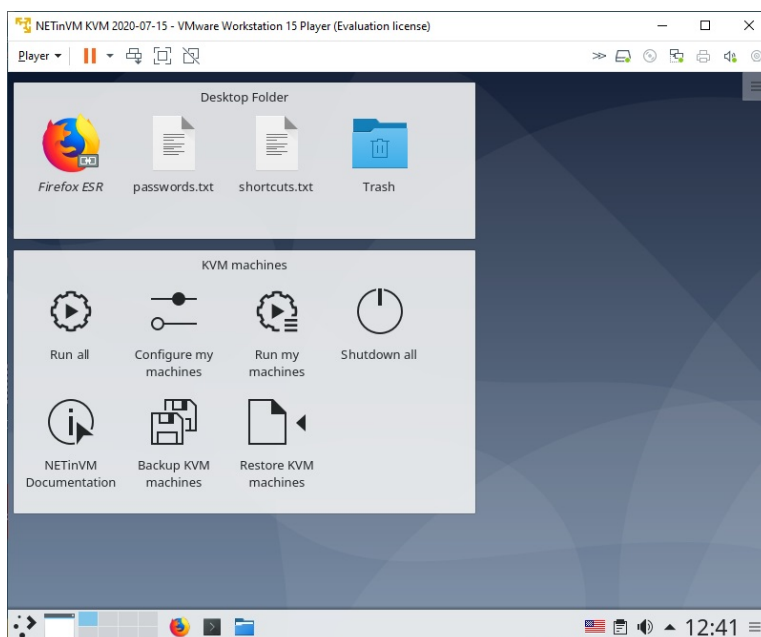 NETinVM KVM 2020-07-15 - VMware Workstation 15 Player (Evaluation license)
Player
Desktop Folder
Firefox ESR
passwords.txt
shortcuts.txt
Trash
KVM machines
Run all
Configure my
machines
Run my
machines
Shutdown all
NETinVM
Documentation
Backup KVM
machines
Restore KVM
machines
12:41